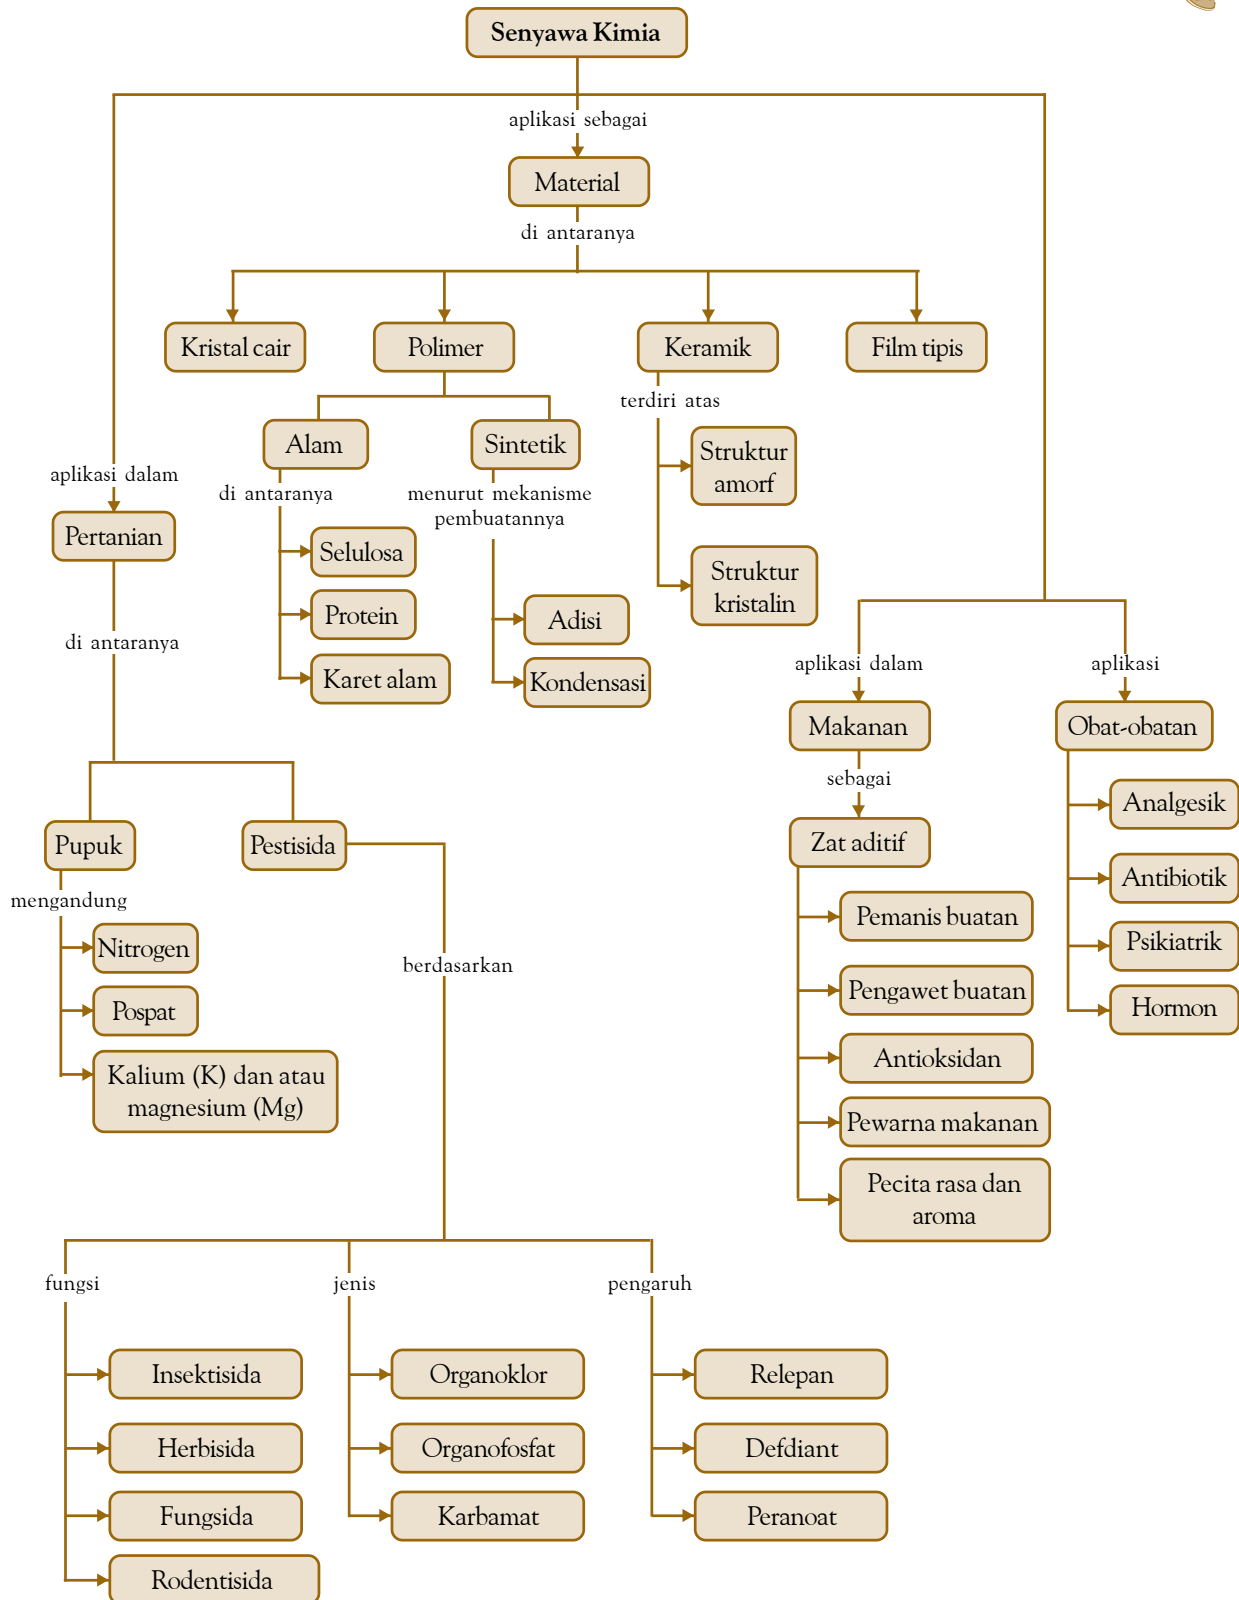 Senyawa Kimia
aplikasi sebagai
Material
di antaranya
Kristal cair
Polimer
Keramik
Film tipis
terdiri atas
Alam
Sintetik
Struktur
amorf
aplikasi dalam
di antaranya
menurut mekanisme
pembuatannya
Pertanian
Selulosa
Struktur
kristalin
Protein
Adisi
di antaranya
Karet alam
Kondensasi
aplikasi dalam
aplikasi
Makanan
Obat-obatan
sebagai
Analgesik
Pupuk
Pestisida
Zat aditif
Antibiotik
mengandung
Pemanis buatan
Psikiatrik
Nitrogen
berdasarkan
Pengawet buatan
Hormon
Pospat
Antioksidan
Kalium (K) dan atau
magnesium (Mg)
Pewarna makanan
Pecita rasa dan
aroma
fungsi
jenis
pengaruh
Insektisida
Organoklor
Relepan
Herbisida
Organofosfat
Defdiant
Fungsida
Karbamat
Peranoat
Rodentisida